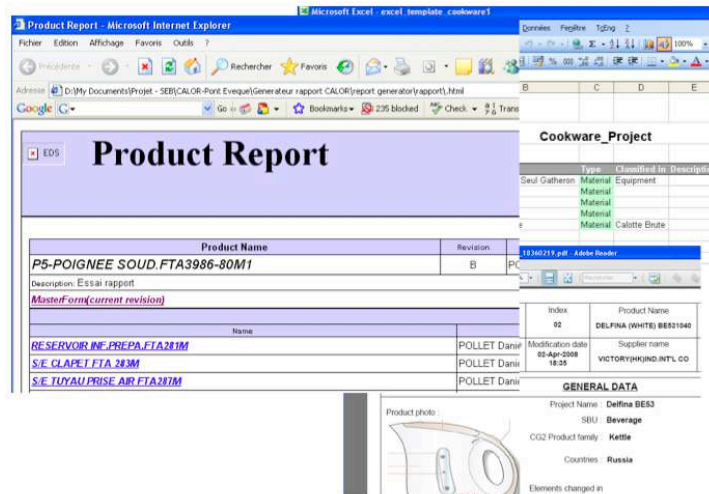 Microsoft Excel - excel_template_cookware1
Product Report - Microsoft Internet Explorer
Fichier Edition Affichage Favoris Outils ?
Précédente Rechercher Favoris
Adresse D:\My Documents\Projet - SEB\CALOR-Pont Eveque\Generateur rapport CALOR\report generator\rapport\.html
Google G Go Bookmarks 235 blocked Check Trans
EDS
Product Report
Product Name Revision
P5-POIGNEE SOUD.FTA3986-80M1 B PO
Description: Essai rapport
MasterForm(current revision)
Name
RESERVOIR INF.PREPA.FTA281M POLLET Danie
S/E CLAPET FTA 283M POLLET Danie
S/E TUYAU PRISE AIR FTA287M POLLET Danie
Données Fenêtre ?
100%
B C D E
Cookware_Project
Type Classified in Descripti
Seul Gatheron Material Equipment
Material
Material
Material
e Material Calotte Brute
_10360219.pdf - Adobe Reader
Index Product Name
02 DELFINA (WHITE) BE531040
Modification date Supplier name
02-Apr-2008 VICTORY(HK)IND.INT'L CO
18:35
GENERAL DATA
Product photo :
Project Name : Delfina BE53
SBU : Beverage
CG2 Product family : Kettle
Countries : Russia
Elements changed in